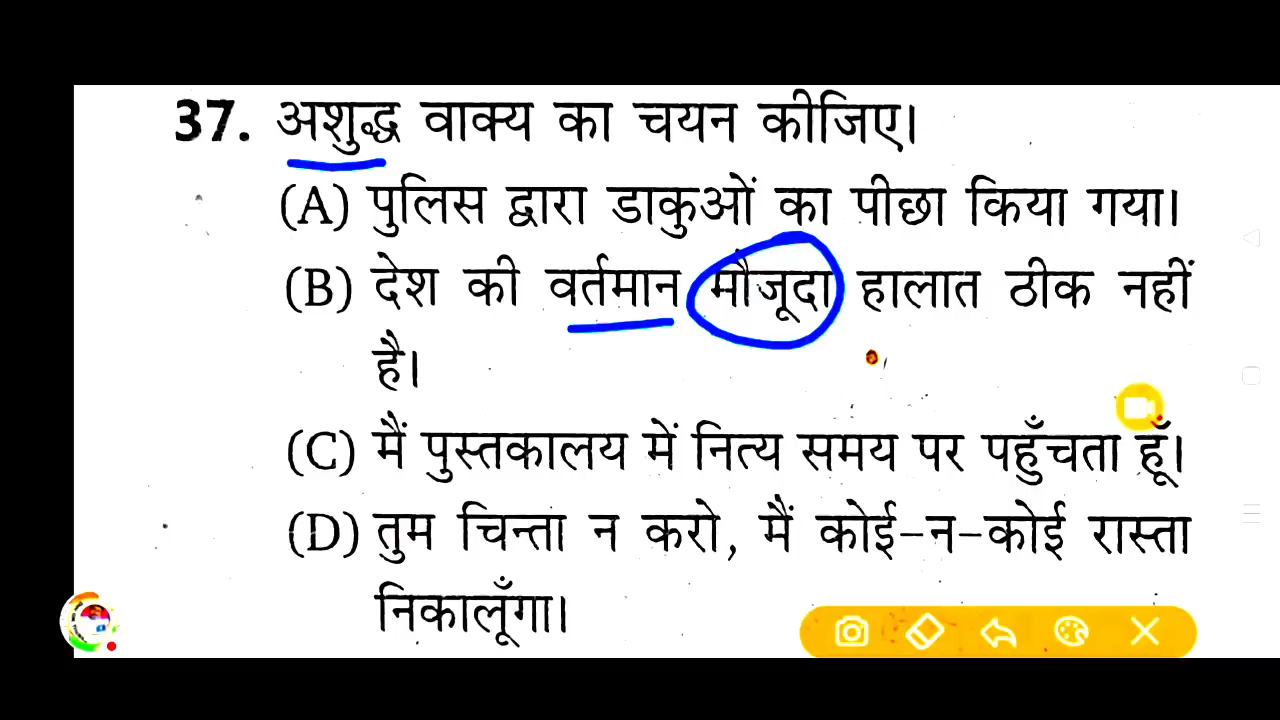 37. अशुद्ध वाक्य का चयन कीजिए।
(A) पुलिस द्वारा डाकुओं का पीछा किया गया।
(B) देश की वर्तमान मौजूदा हालात ठीक नहीं
है।
(C) मैं पुस्तकालय में नित्य समय पर पहुँचता हूँ।
(D) तुम चिन्ता न करो, मैं कोई-न-कोई रास्ता
निकालूँगा।